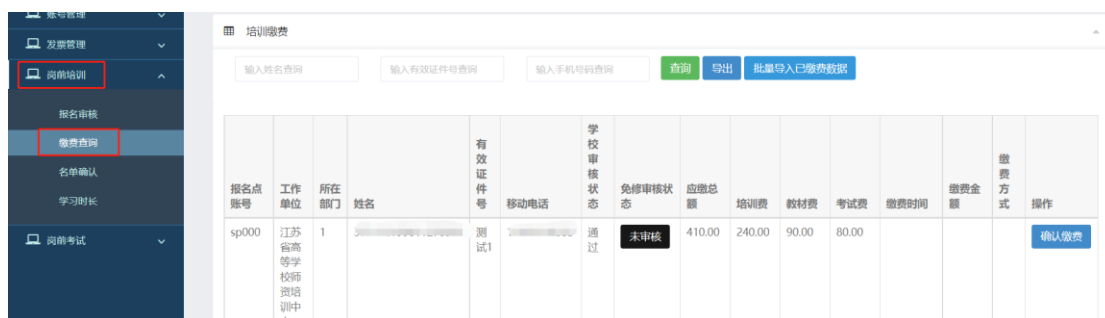 账号管理
发票管理
岗前培训
报名审核
缴费查询
名单确认
学习时长
岗前考试
培训缴费
输入姓名查询 输入有效证件号查询 输入手机号码查询 查询 导出 批量导入已缴费数据
报名点账号 工作单位 所在部门 姓名 有效证件号 移动电话 学校审核状态 免修审核状态 应缴总额 培训费 教材费 考试费 缴费时间 缴费金额 缴费方式 操作
sp000 江苏省高等学校师资培训中 1 测试1 通过 未审核 410.00 240.00 90.00 80.00 确认缴费